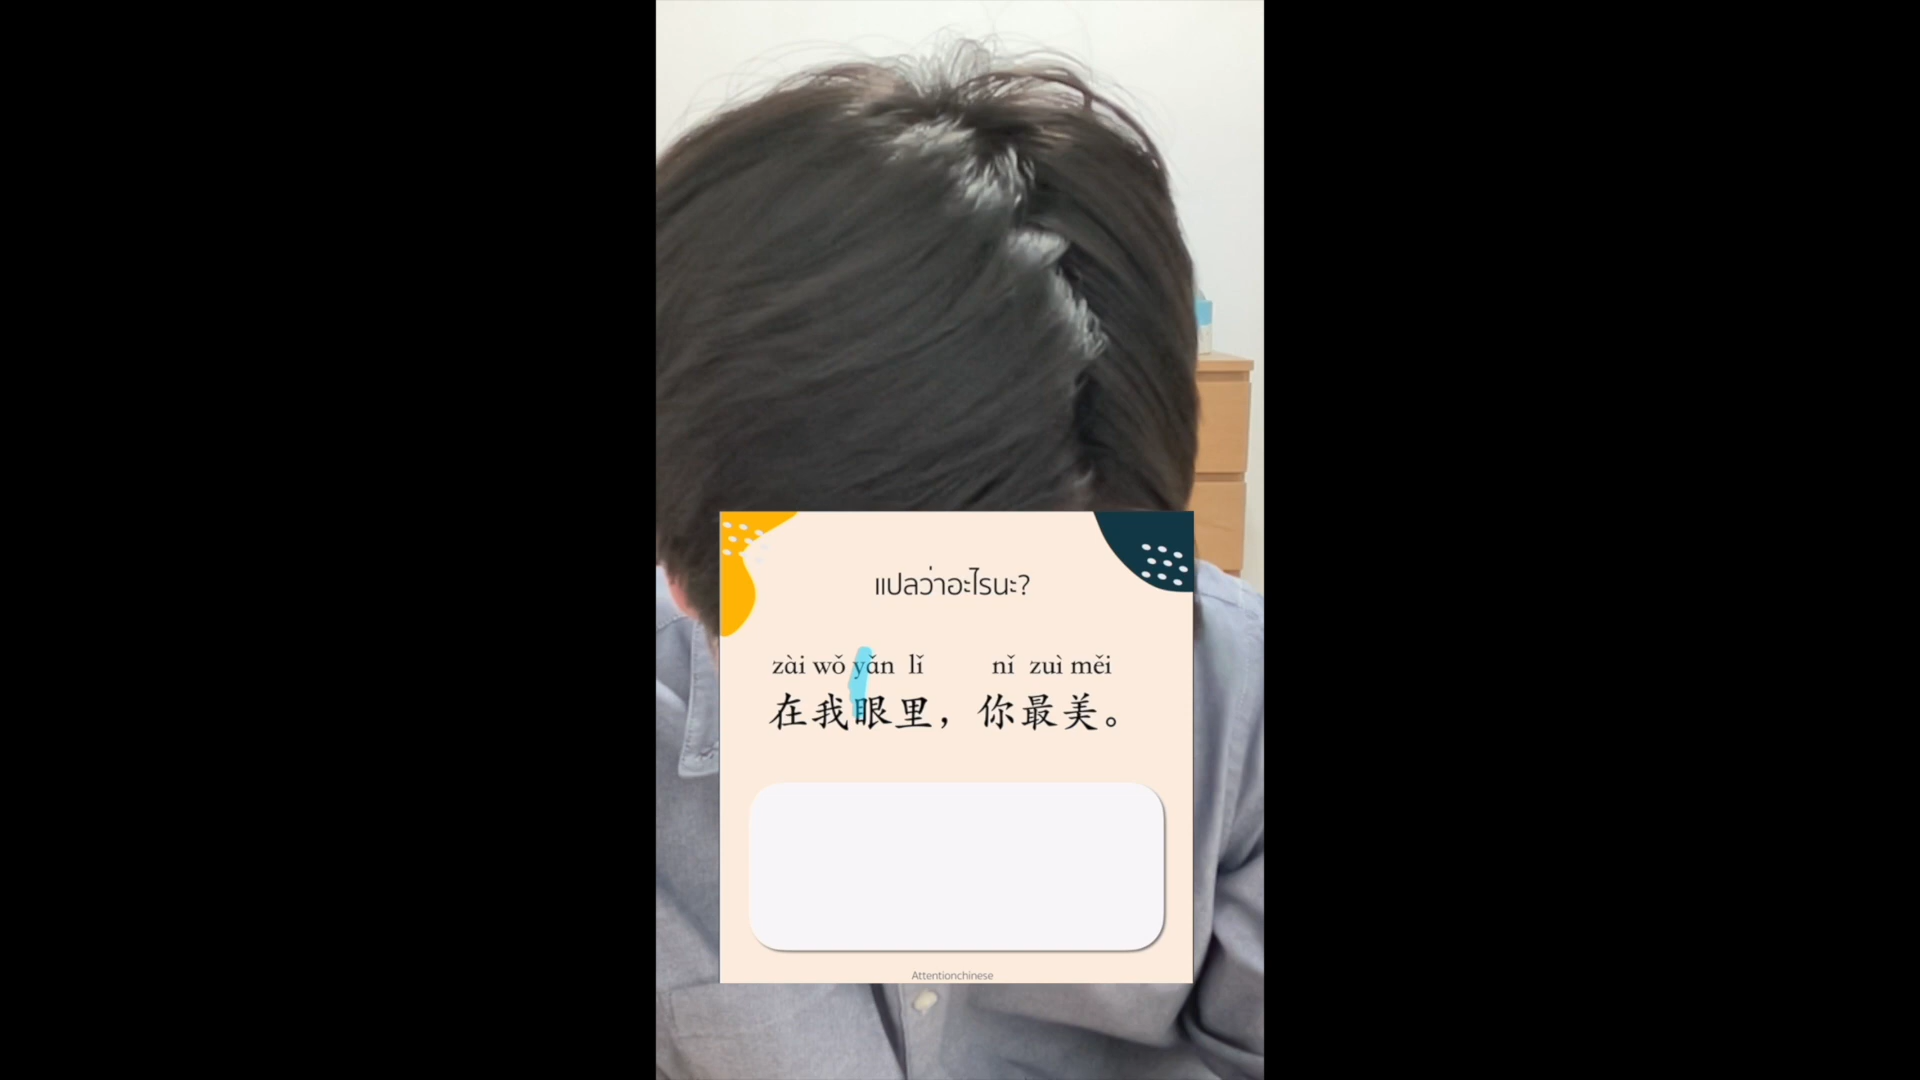 แปลว่าอะไรนะ?
zài wǒ yǎn lǐ nǐ zuì měi
在我眼里，你最美。
Attentionchinese